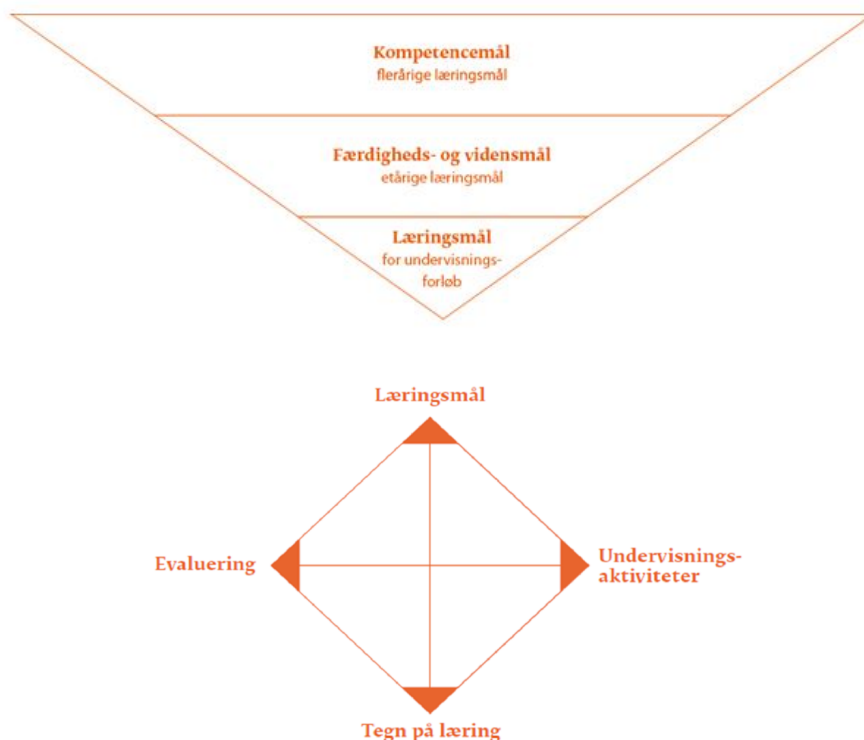 Kompetencemål
flerårige læringsmål
Færdigheds- og vidensmål
etårige læringsmål
Læringsmål
for undervisnings-
forløb
Læringsmål
Evaluering
Undervisnings-
aktiviteter
Tegn på læring